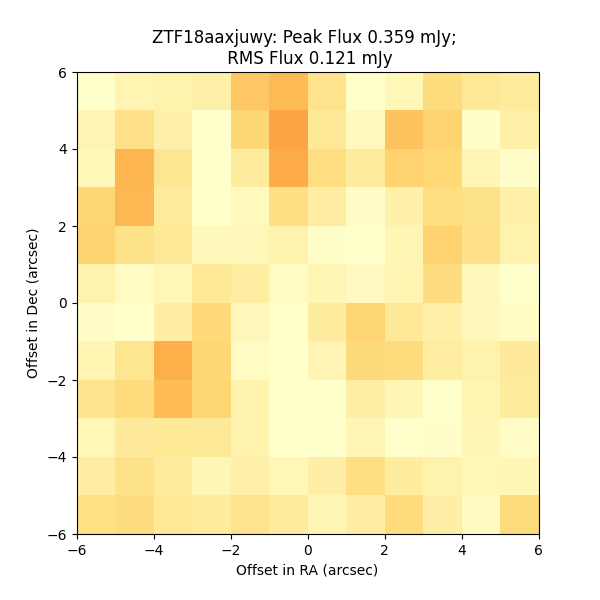 ZTF18aaxjuwy: Peak Flux 0.359 mJy;
RMS Flux 0.121 mJy
6
4
2
0
−2
−4
−6
Offset in Dec (arcsec)
−6 −4 −2 0 2 4 6
Offset in RA (arcsec)